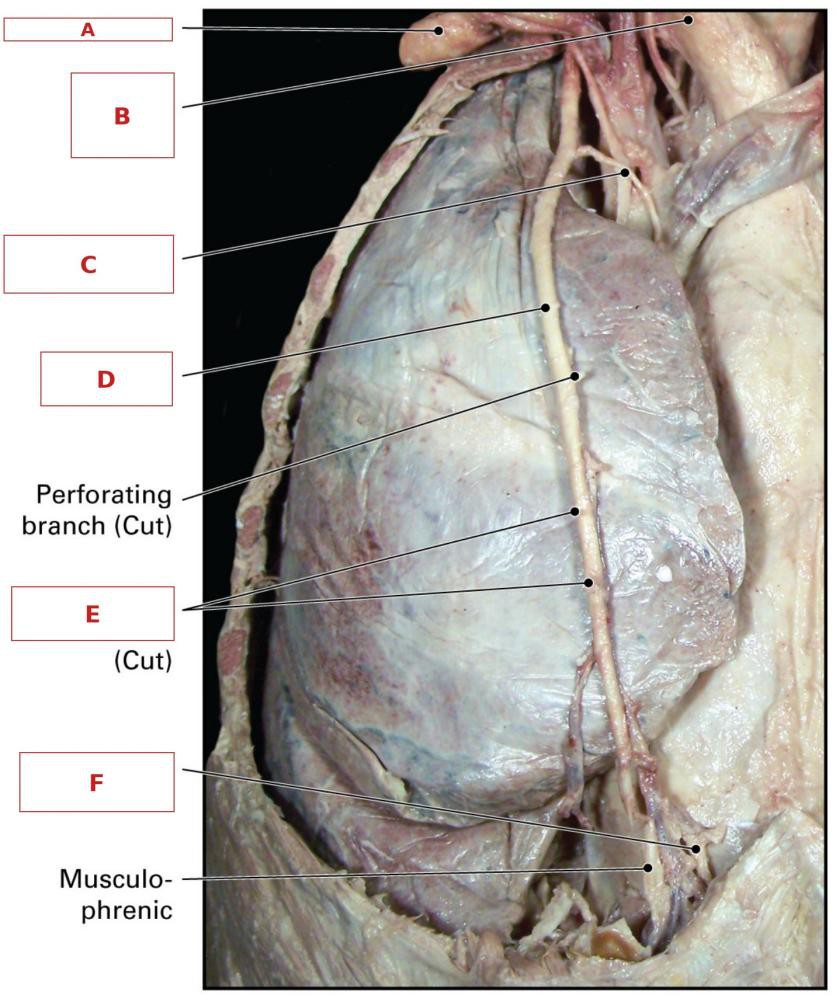 A
B
C
D
Perforating
branch (Cut)
E
(Cut)
F
Musculo-
phrenic